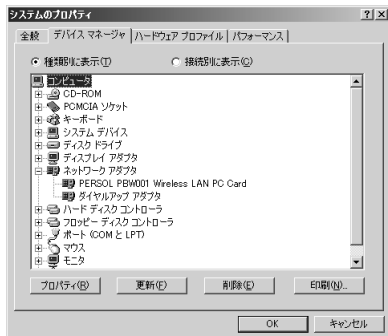 システムのプロパティ
全般 デバイス マネージャ ハードウェア プロファイル パフォーマンス
種類別に表示(T) 接続別に表示(C)
コンピュータ
CD-ROM
PCMCIA ソケット
キーボード
システム デバイス
ディスク ドライブ
ディスプレイ アダプタ
ネットワーク アダプタ
PERSOL PBW001 Wireless LAN PC Card
ダイヤルアップ アダプタ
ハード ディスク コントローラ
フロッピー ディスク コントローラ
ポート (COM と LPT)
マウス
モニタ
プロパティ(R) 更新(F) 削除(E) 印刷(N)...
OK キャンセル